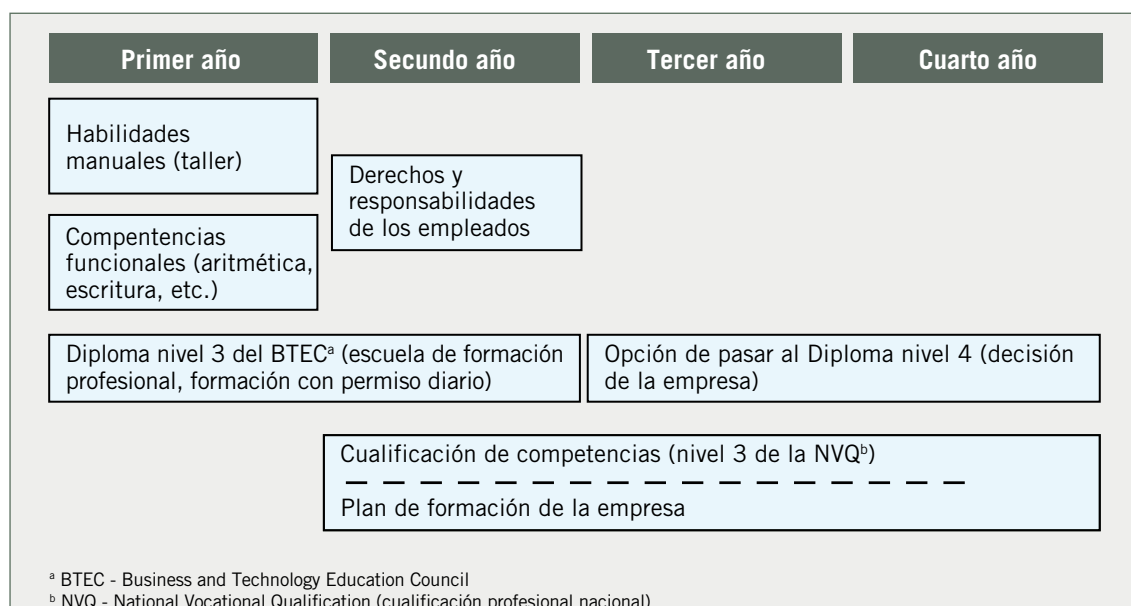 Primer año
Secundo año
Tercer año
Cuarto año
Habilidades
manuales (taller)
Derechos y
responsabilidades
de los empleados
Compentencias
funcionales (aritmética,
escritura, etc.)
Diploma nivel 3 del BTECᵃ (escuela de formación
profesional, formación con permiso diario)
Opción de pasar al Diploma nivel 4 (decisión
de la empresa)
Cualificación de competencias (nivel 3 de la NVQᵇ)
Plan de formación de la empresa
ᵃ BTEC - Business and Technology Education Council
ᵇ NVQ - National Vocational Qualification (cualificación profesional nacional)